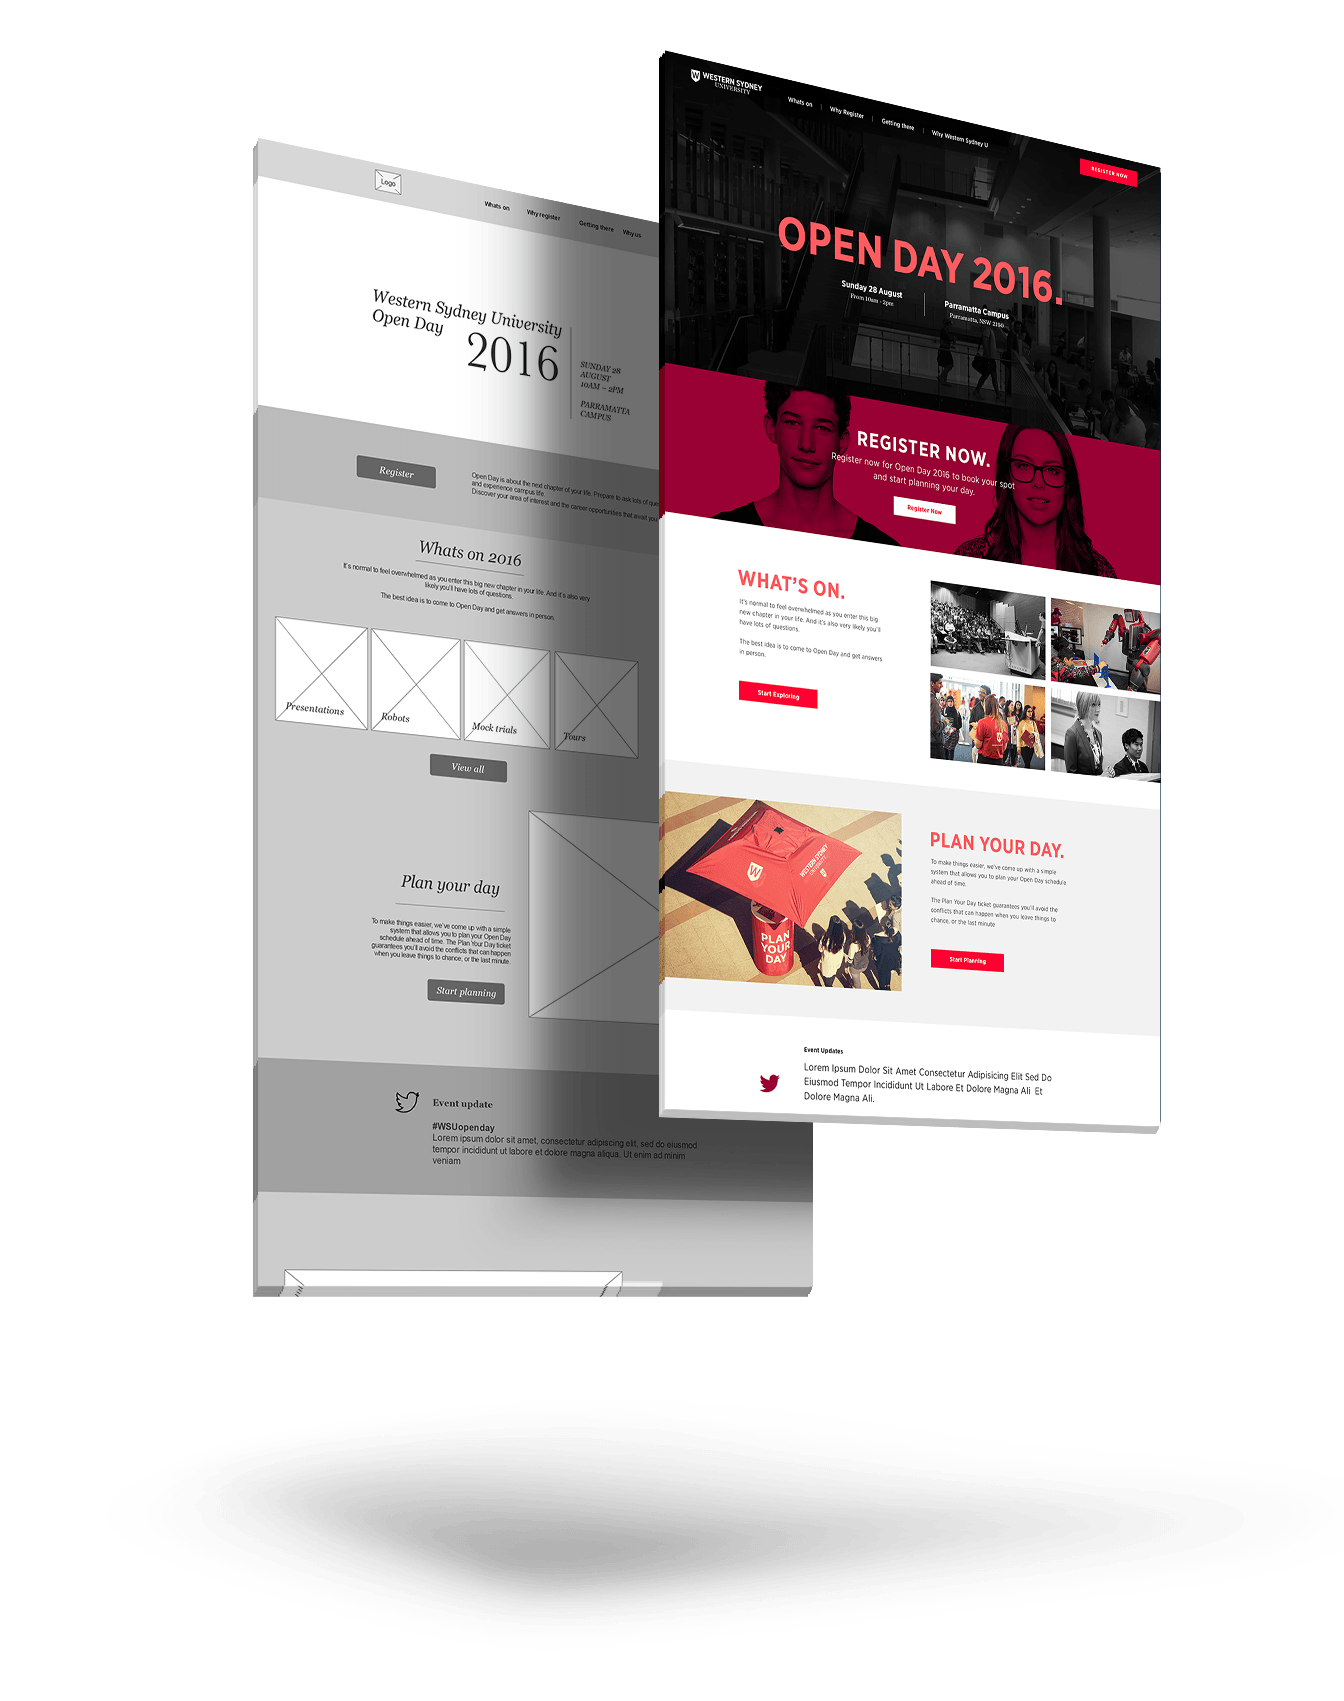 Logo
Whats on
Why register
Getting there
Why us
Western Sydney University
Open Day
2016
SUNDAY 28
AUGUST
10AM – 2PM
PARRAMATTA
CAMPUS
Register
Open Day is about the next chapter of your life. Prepare to ask lots of
and experience campus life.
Discover your area of interest and the career opportunities that await you
Whats on 2016
It's normal to feel overwhelmed as you enter this big new chapter in your life. And it's also very
likely you'll have lots of questions.
The best idea is to come to Open Day and get answers in person.
Presentations
Robots
Mock trials
Tours
View all
Plan your day
To make things easier, we've come up with a simple
system that allows you to plan your Open Day
schedule ahead of time. The Plan Your Day ticket
guarantees you'll avoid the conflicts that can happen
when you leave things to chance, or the last minute.
Start planning
Event update
#WSUopenday
Lorem ipsum dolor sit amet, consectetur adipiscing elit, sed do eiusmod
tempor incididunt ut labore et dolore magna aliqua. Ut enim ad minim
veniam
W
WESTERN SYDNEY
UNIVERSITY
Whats on
Why Register
Getting there
Why Western Sydney U
REGISTER NOW
OPEN DAY 2016.
Sunday 28 August
From 10am - 2pm
Parramatta Campus
Parramatta, NSW 2150
REGISTER NOW.
Register now for Open Day 2016 to book your spot
and start planning your day.
Register Now
WHAT'S ON.
It's normal to feel overwhelmed as you enter this big
new chapter in your life. And it's also very likely you'll
have lots of questions.
The best idea is to come to Open Day and get answers
in person.
Start Exploring
W
WESTERN SYDNEY
UNIVERSITY
W
PLAN
YOUR
DAY
PLAN YOUR DAY.
To make things easier, we've come up with a simple
system that allows you to plan your Open Day schedule
ahead of time.
The Plan Your Day ticket guarantees you'll avoid the
conflicts that can happen when you leave things to
chance, or the last minute
Start Planning
Event Updates
Lorem Ipsum Dolor Sit Amet Consectetur Adipisicing Elit Sed Do
Eiusmod Tempor Incididunt Ut Labore Et Dolore Magna Ali Et
Dolore Magna Ali.